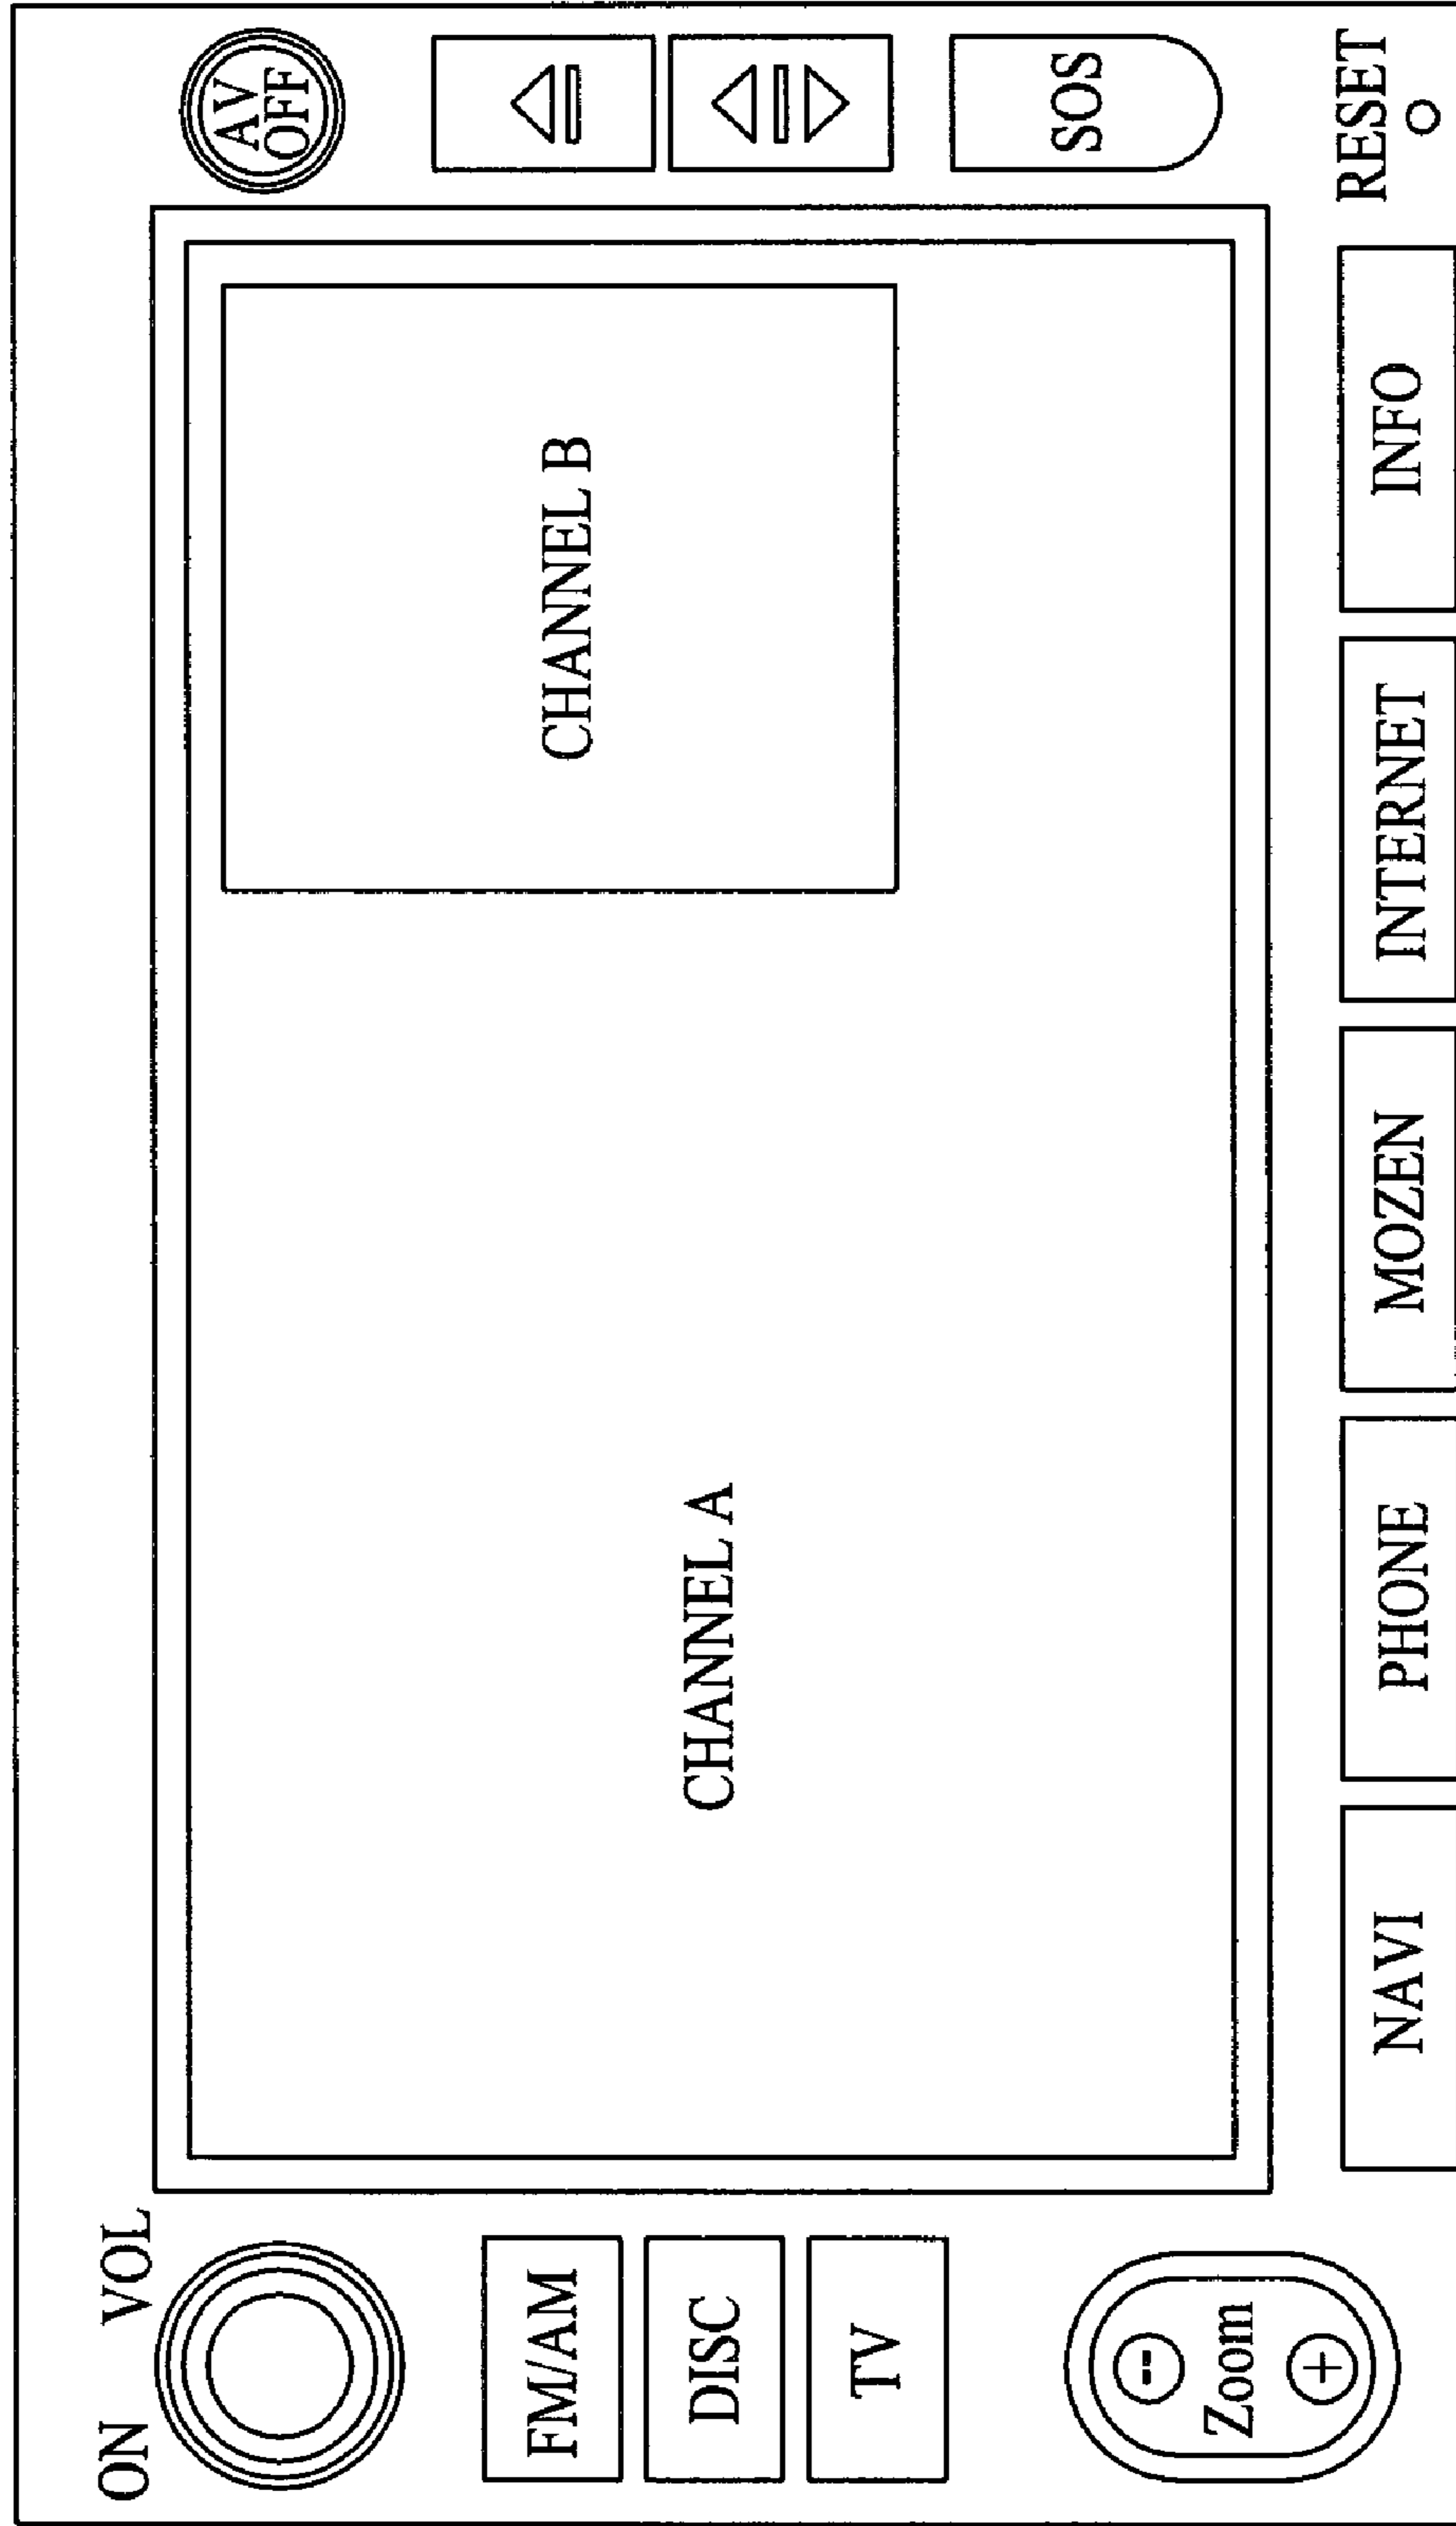 ON VOL
AV
OFF
FM/AM
DISC
TV
- Zoom +
CHANNEL A
CHANNEL B
SOS
NAVI
PHONE
MOZEN
INTERNET
INFO
RESET